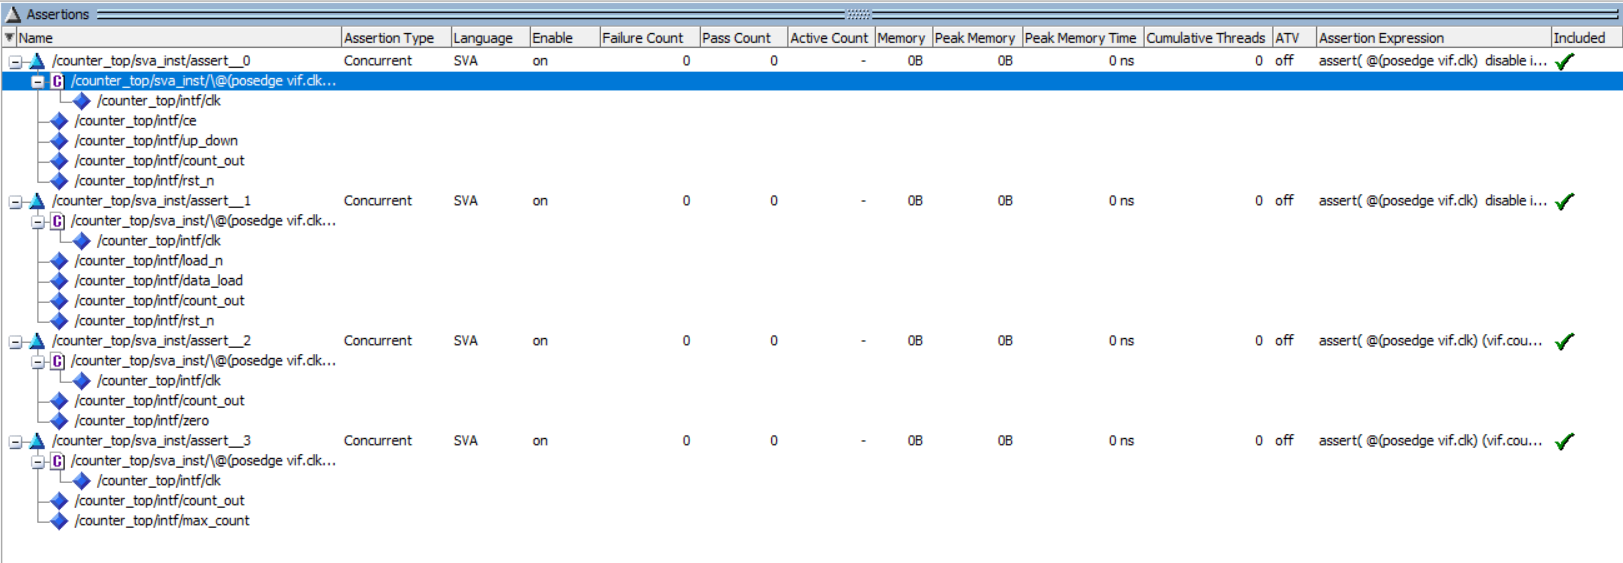 Assertions
Name Assertion Type Language Enable Failure Count Pass Count Active Count Memory Peak Memory Peak Memory Time Cumulative Threads ATV Assertion Expression Included
/counter_top/sva_inst/assert__0 Concurrent SVA on 0 0 - 0B 0B 0 ns 0 off assert( @(posedge vif.clk) disable i...
/counter_top/sva_inst/\@(posedge vif.clk...
/counter_top/intf/clk
/counter_top/intf/ce
/counter_top/intf/up_down
/counter_top/intf/count_out
/counter_top/intf/rst_n
/counter_top/sva_inst/assert__1 Concurrent SVA on 0 0 - 0B 0B 0 ns 0 off assert( @(posedge vif.clk) disable i...
/counter_top/sva_inst/\@(posedge vif.clk...
/counter_top/intf/clk
/counter_top/intf/load_n
/counter_top/intf/data_load
/counter_top/intf/count_out
/counter_top/intf/rst_n
/counter_top/sva_inst/assert__2 Concurrent SVA on 0 0 - 0B 0B 0 ns 0 off assert( @(posedge vif.clk) (vif.cou...
/counter_top/sva_inst/\@(posedge vif.clk...
/counter_top/intf/clk
/counter_top/intf/count_out
/counter_top/intf/zero
/counter_top/sva_inst/assert__3 Concurrent SVA on 0 0 - 0B 0B 0 ns 0 off assert( @(posedge vif.clk) (vif.cou...
/counter_top/sva_inst/\@(posedge vif.clk...
/counter_top/intf/clk
/counter_top/intf/count_out
/counter_top/intf/max_count